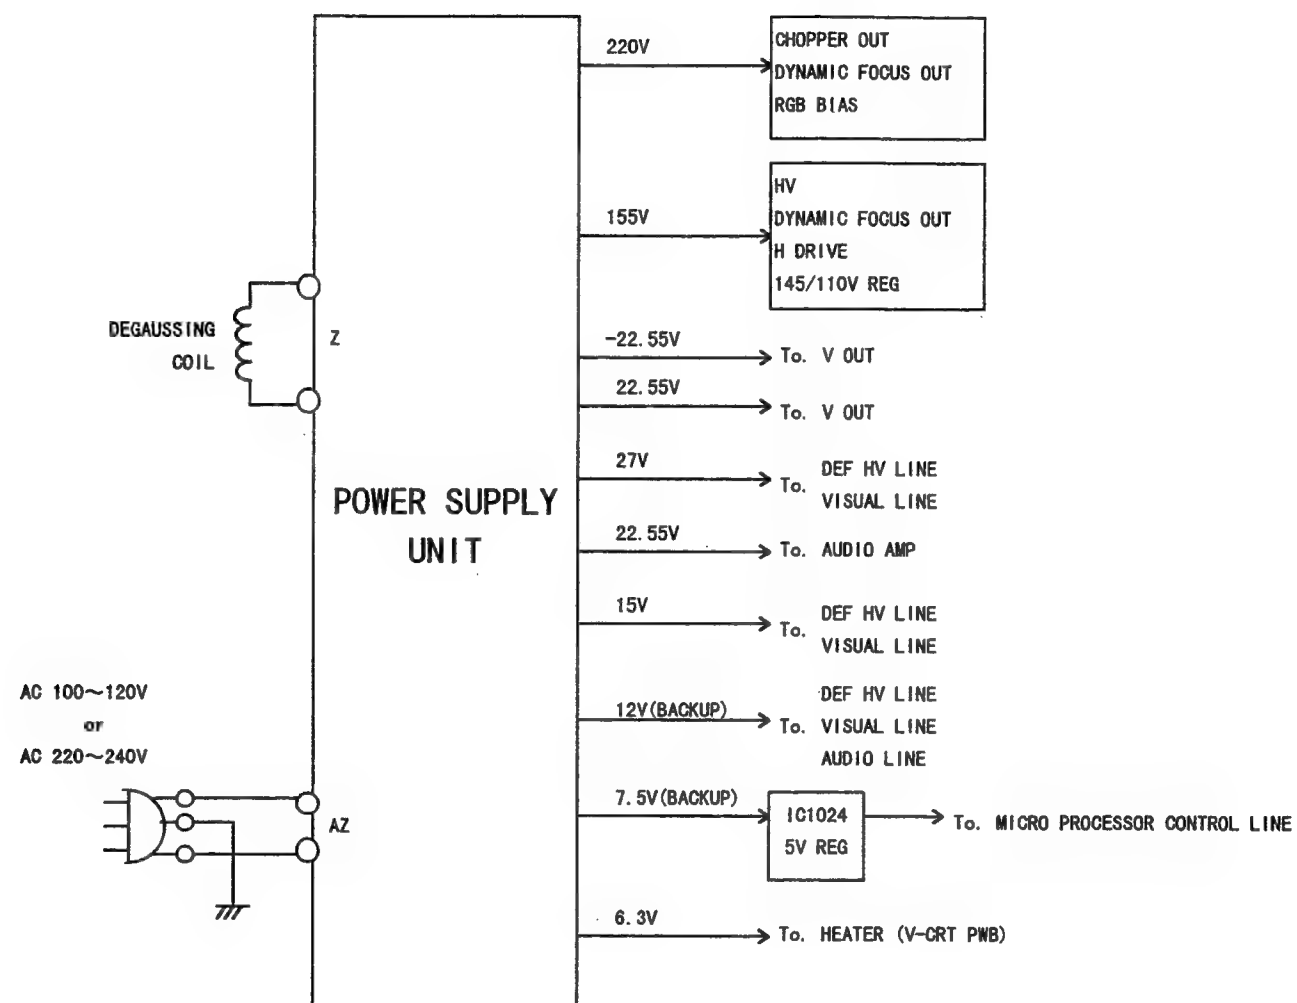 220V
CHOPPER OUT
DYNAMIC FOCUS OUT
RGB BIAS
155V
HV
DYNAMIC FOCUS OUT
H DRIVE
145/110V REG
DEGAUSSING
COIL
Z
-22.55V
To. V OUT
22.55V
To. V OUT
27V
To. DEF HV LINE
VISUAL LINE
POWER SUPPLY
UNIT
22.55V
To. AUDIO AMP
15V
To. DEF HV LINE
VISUAL LINE
AC 100~120V
or
AC 220~240V
12V(BACKUP)
DEF HV LINE
To. VISUAL LINE
AUDIO LINE
AZ
7.5V(BACKUP)
IC1024
5V REG
To. MICRO PROCESSOR CONTROL LINE
6.3V
To. HEATER (V-CRT PWB)